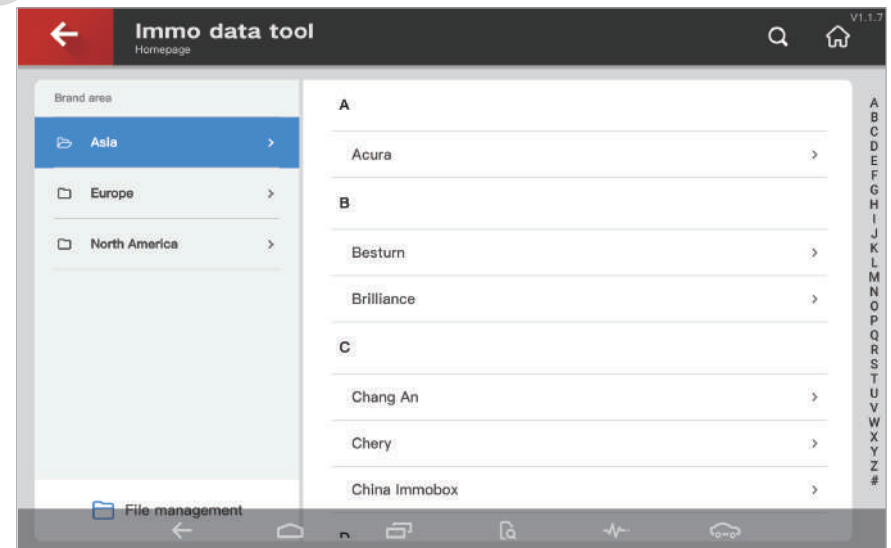 Immo data tool
Homepage
V1.1.7
Brand area
Asia
Europe
North America
File management
A
Acura
B
Besturn
Brilliance
C
Chang An
Chery
China Immobox
D
A
B
C
D
E
F
G
H
I
J
K
L
M
N
O
P
Q
R
S
T
U
V
W
X
Y
Z
#